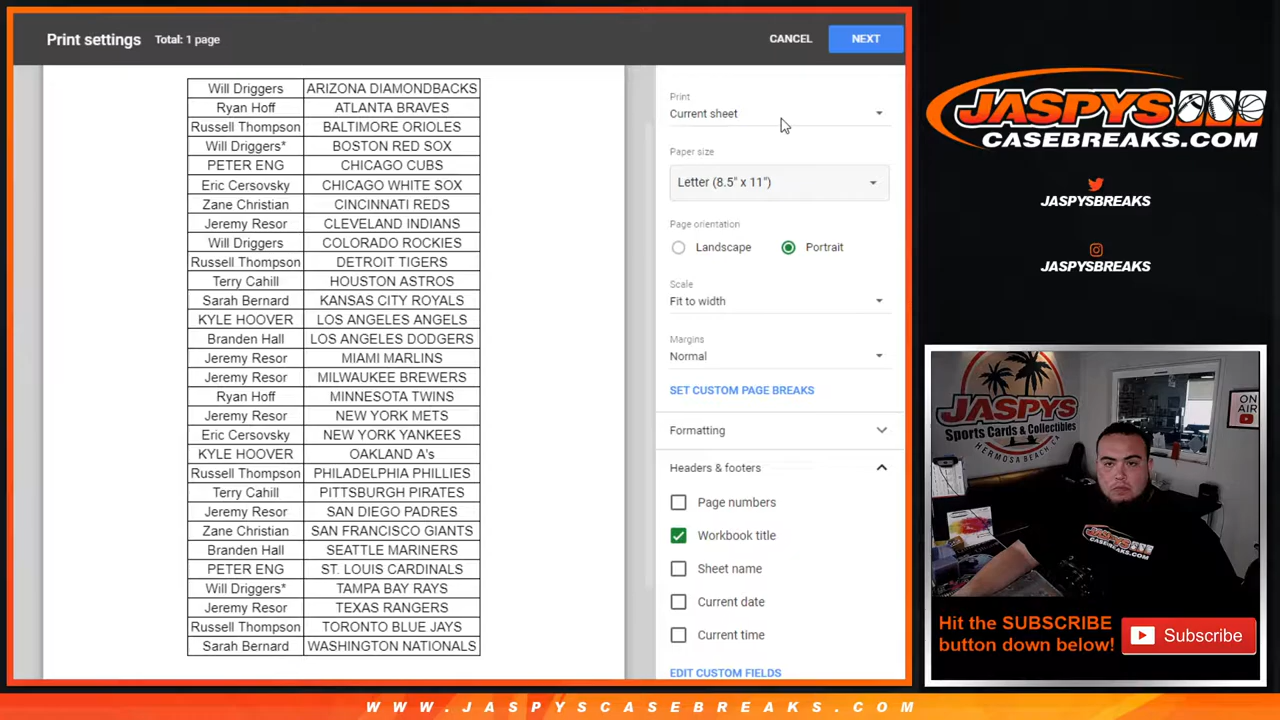 Print settings Total: 1 page CANCEL NEXT
Will Driggers ARIZONA DIAMONDBACKS
Ryan Hoff ATLANTA BRAVES
Russell Thompson BALTIMORE ORIOLES
Will Driggers* BOSTON RED SOX
PETER ENG CHICAGO CUBS
Eric Cersovsky CHICAGO WHITE SOX
Zane Christian CINCINNATI REDS
Jeremy Resor CLEVELAND INDIANS
Will Driggers COLORADO ROCKIES
Russell Thompson DETROIT TIGERS
Terry Cahill HOUSTON ASTROS
Sarah Bernard KANSAS CITY ROYALS
KYLE HOOVER LOS ANGELES ANGELS
Branden Hall LOS ANGELES DODGERS
Jeremy Resor MIAMI MARLINS
Jeremy Resor MILWAUKEE BREWERS
Ryan Hoff MINNESOTA TWINS
Jeremy Resor NEW YORK METS
Eric Cersovsky NEW YORK YANKEES
KYLE HOOVER OAKLAND A's
Russell Thompson PHILADELPHIA PHILLIES
Terry Cahill PITTSBURGH PIRATES
Jeremy Resor SAN DIEGO PADRES
Zane Christian SAN FRANCISCO GIANTS
Branden Hall SEATTLE MARINERS
PETER ENG ST. LOUIS CARDINALS
Will Driggers* TAMPA BAY RAYS
Jeremy Resor TEXAS RANGERS
Russell Thompson TORONTO BLUE JAYS
Sarah Bernard WASHINGTON NATIONALS
Print
Current sheet
Paper size
Letter (8.5" x 11")
Page orientation
Landscape Portrait
Scale
Fit to width
Margins
Normal
SET CUSTOM PAGE BREAKS
Formatting
Headers & footers
Page numbers
Workbook title
Sheet name
Current date
Current time
EDIT CUSTOM FIELDS
JASPYS
CASEBREAKS.COM
JASPYSBREAKS
JASPYSBREAKS
JASPYS
Sports Cards & Collectibles
HERMOSA BEACH, CA
ON
AIR
JASPYS
CASEBREAKS.COM
Hit the SUBSCRIBE
button down below!
Subscribe
WWW.JASPYSCASEBREAKS.COM